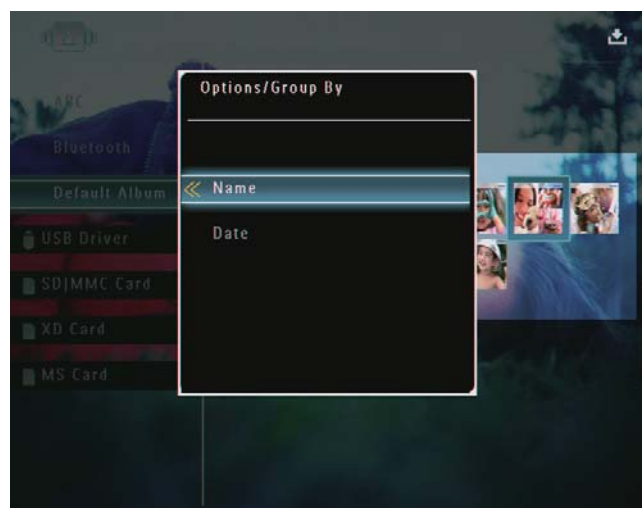 Options/Group By
Name
Date
ABC
Bluetooth
Default Album
USB Driver
SD|MMC Card
XD Card
MS Card